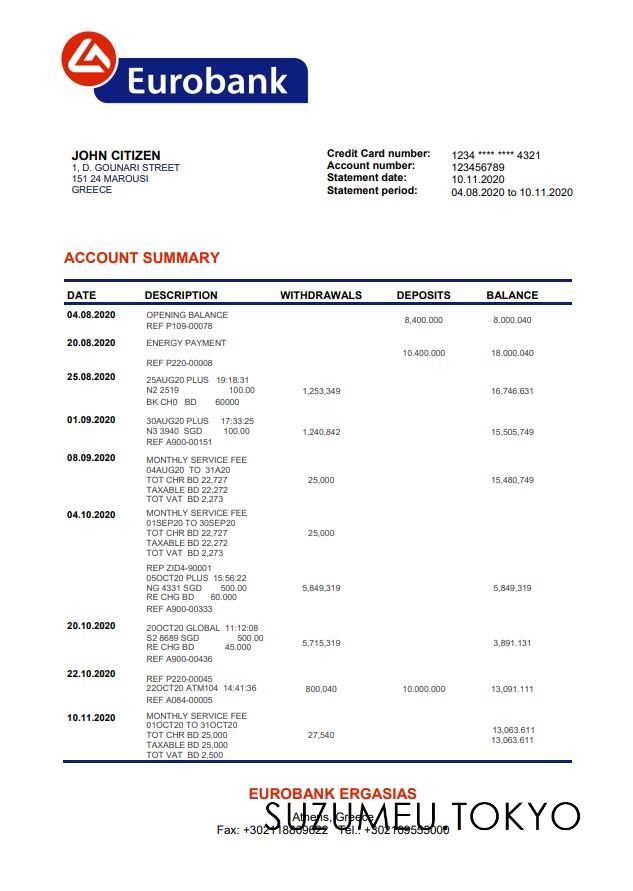 Eurobank
JOHN CITIZEN
1, D. GOUNARI STREET
151 24 MAROUSI
GREECE
Credit Card number: 1234 **** **** 4321
Account number: 123456789
Statement date: 10.11.2020
Statement period: 04.08.2020 to 10.11.2020
ACCOUNT SUMMARY
DATE DESCRIPTION WITHDRAWALS DEPOSITS BALANCE
04.08.2020 OPENING BALANCE 8,400.000 8.000.040
REF P109-00078
20.08.2020 ENERGY PAYMENT
10.400.000 18.000.040
REF P220-00008
25.08.2020 25AUG20 PLUS 19:18:31
N2 2519 100.00 1,253,349 16,746.631
BK CH0 BD 60000
01.09.2020 30AUG20 PLUS 17:33:25
N3 3940 SGD 100.00 1,240,842 15,505,749
REF A900-00151
08.09.2020 MONTHLY SERVICE FEE
04AUG20 TO 31A20
TOT CHR BD 22,727 25,000 15,480,749
TAXABLE BD 22,272
TOT VAT BD 2,273
04.10.2020 MONTHLY SERVICE FEE
01SEP20 TO 30SEP20
TOT CHR BD 22,727 25,000
TAXABLE BD 22,272
TOT VAT BD 2,273
REP ZID4-90001
05OCT20 PLUS 15:56:22
NG 4331 SGD 500.00 5,849,319 5,849,319
RE CHG BD 60.000
REF A900-00333
20.10.2020 20OCT20 GLOBAL 11:12:08
S2 8689 SGD 500.00 5,715,319 3,891.131
RE CHG BD 45.000
REF A900-00436
22.10.2020 REF P220-00045
22OCT20 ATM104 14:41:36 800,040 10.000.000 13,091.111
REF A084-00005
10.11.2020 MONTHLY SERVICE FEE
01OCT20 TO 31OCT20 13,063.611
TOT CHR BD 25,000 27,540 13,063.611
TAXABLE BD 25,000
TOT VAT BD 2,500
EUROBANK ERGASIAS
Athens, Greece
SUZUMEU.TOKYO
Fax: Tel.: